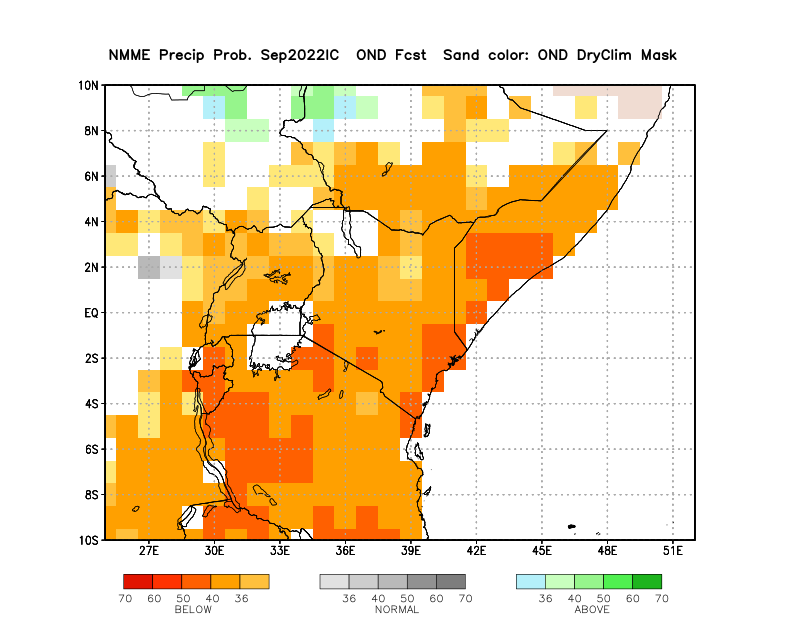 NMME Precip Prob. Sep2022IC OND Fcst Sand color: OND DryClim Mask
10N
8N
6N
4N
2N
EQ
2S
4S
6S
8S
10S
27E 30E 33E 36E 39E 42E 45E 48E 51E
70 60 50 40 36 36 40 50 60 70 36 40 50 60 70
BELOW NORMAL ABOVE